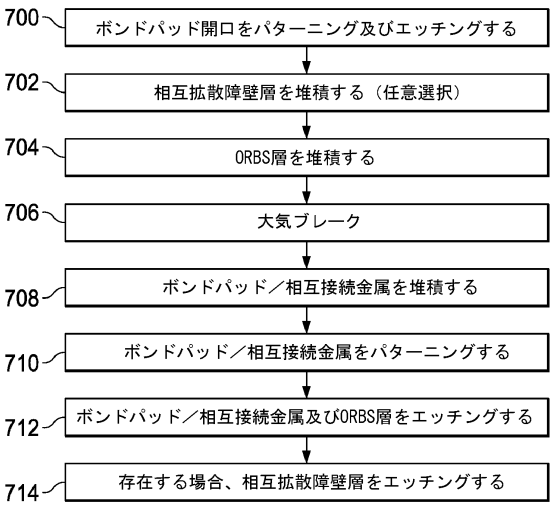 700 ボンドパッド開口をパターニング及びエッチングする
702 相互拡散障壁層を堆積する（任意選択）
704 ORBS層を堆積する
706 大気ブレーク
708 ボンドパッド／相互接続金属を堆積する
710 ボンドパッド／相互接続金属をパターニングする
712 ボンドパッド／相互接続金属及びORBS層をエッチングする
714 存在する場合、相互拡散障壁層をエッチングする